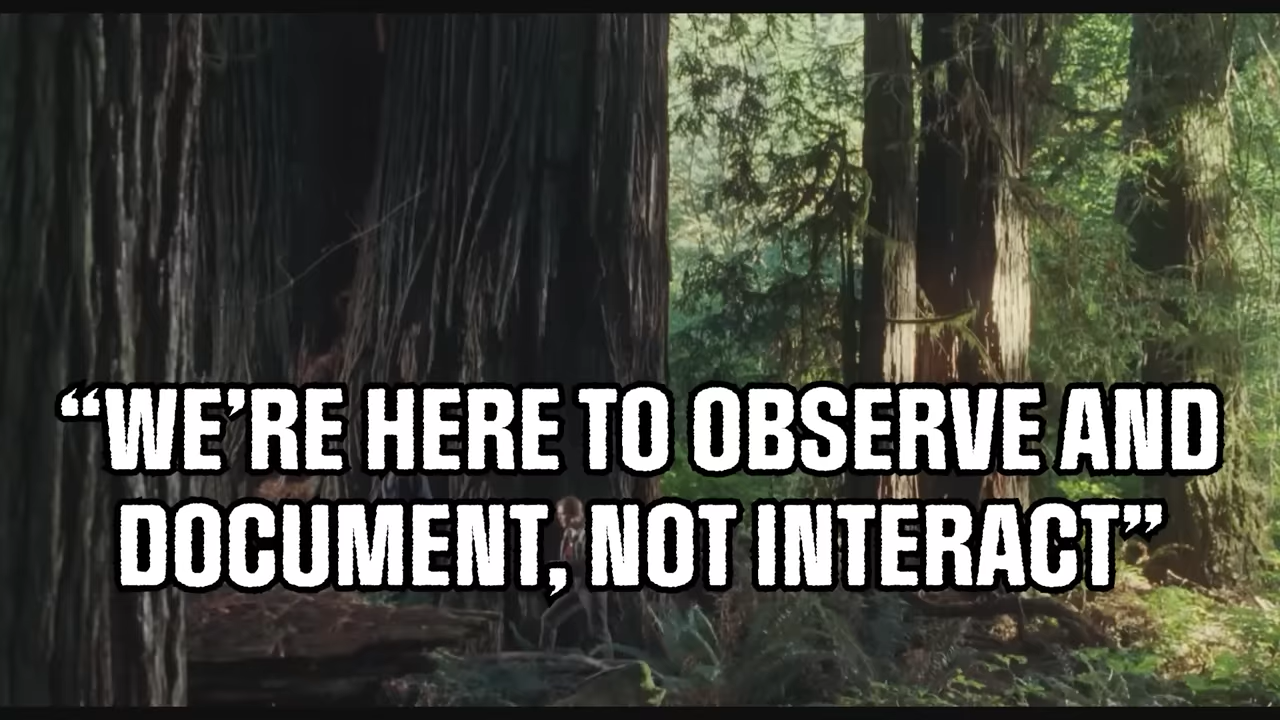 “WE’RE HERE TO OBSERVE AND
DOCUMENT, NOT INTERACT”